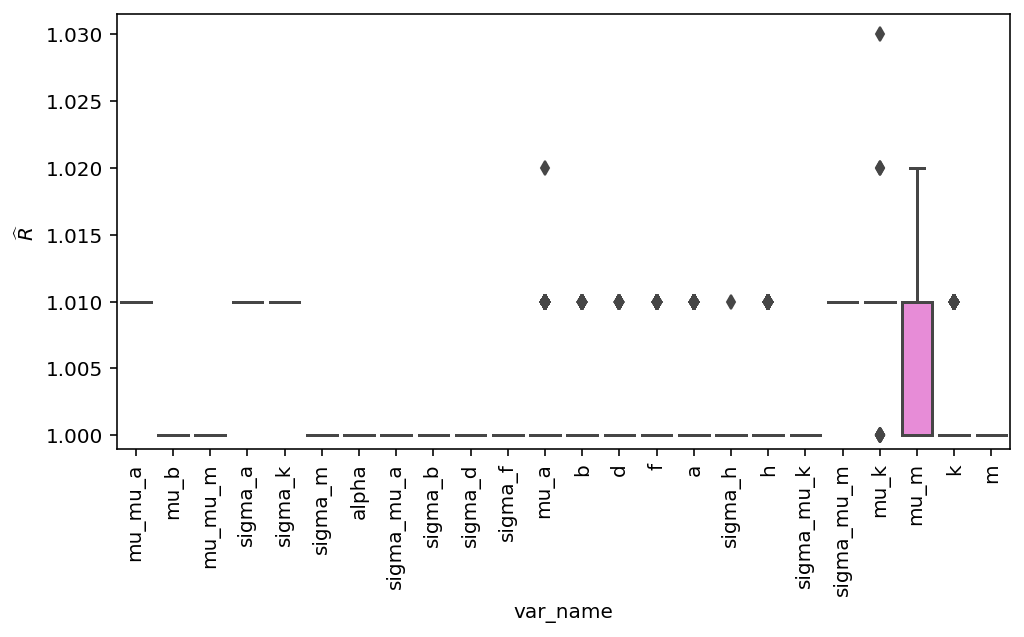 1.030
1.025
1.020
1.015
1.010
1.005
1.000
R̂
mu_mu_a
mu_b
mu_mu_m
sigma_a
sigma_k
sigma_m
alpha
sigma_mu_a
sigma_b
sigma_d
sigma_f
mu_a
b
d
f
a
sigma_h
h
sigma_mu_k
sigma_mu_m
mu_k
mu_m
k
m
var_name